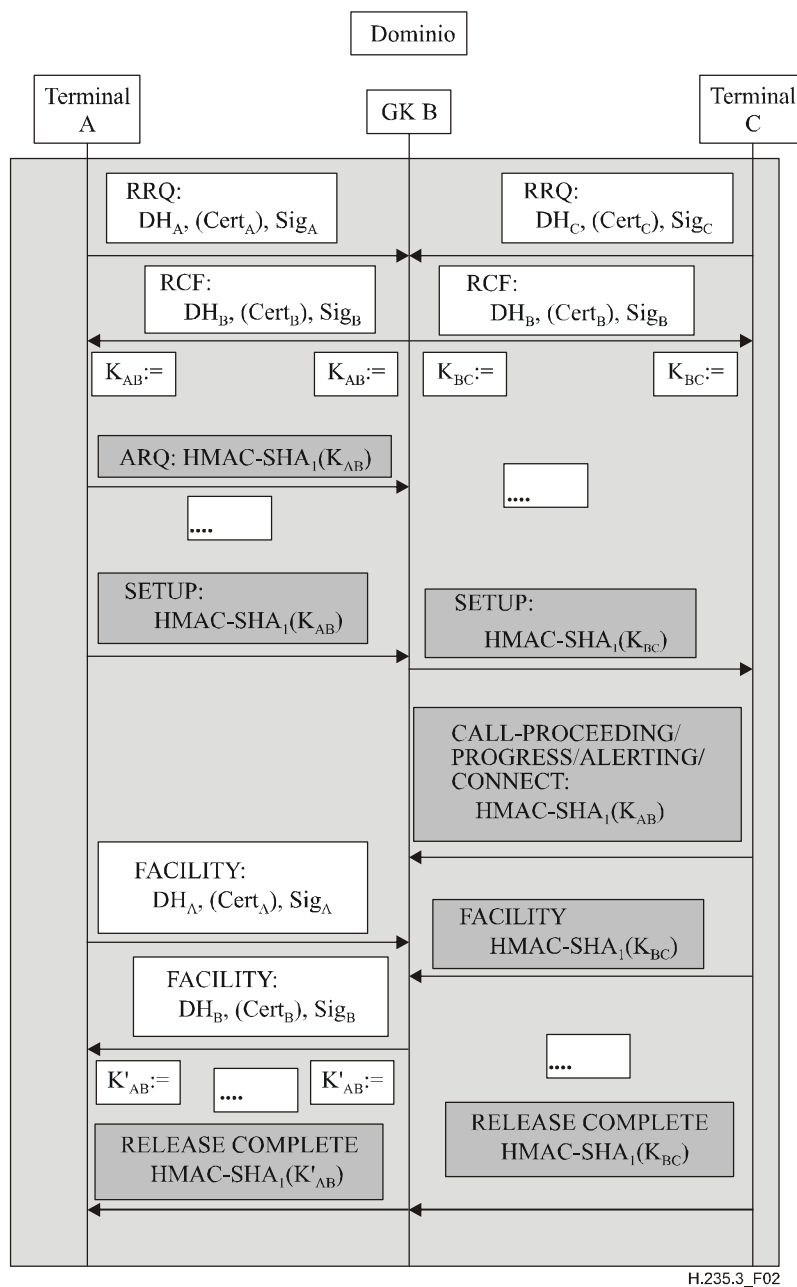 Dominio
Terminal
A
GK B
Terminal
C
RRQ:
DH_A, (Cert_A), Sig_A
RRQ:
DH_C, (Cert_C), Sig_C
RCF:
DH_B, (Cert_B), Sig_B
RCF:
DH_B, (Cert_B), Sig_B
K_AB:=
K_AB:=
K_BC:=
K_BC:=
ARQ: HMAC-SHA_1(K_AB)
....
....
SETUP:
HMAC-SHA_1(K_AB)
SETUP:
HMAC-SHA_1(K_BC)
CALL-PROCEEDING/
PROGRESS/ALERTING/
CONNECT:
HMAC-SHA_1(K_AB)
FACILITY:
DH_A, (Cert_A), Sig_A
FACILITY
HMAC-SHA_1(K_BC)
FACILITY:
DH_B, (Cert_B), Sig_B
....
K'_AB:=
....
K'_AB:=
RELEASE COMPLETE
HMAC-SHA_1(K'_AB)
RELEASE COMPLETE
HMAC-SHA_1(K_BC)
H.235.3_F02